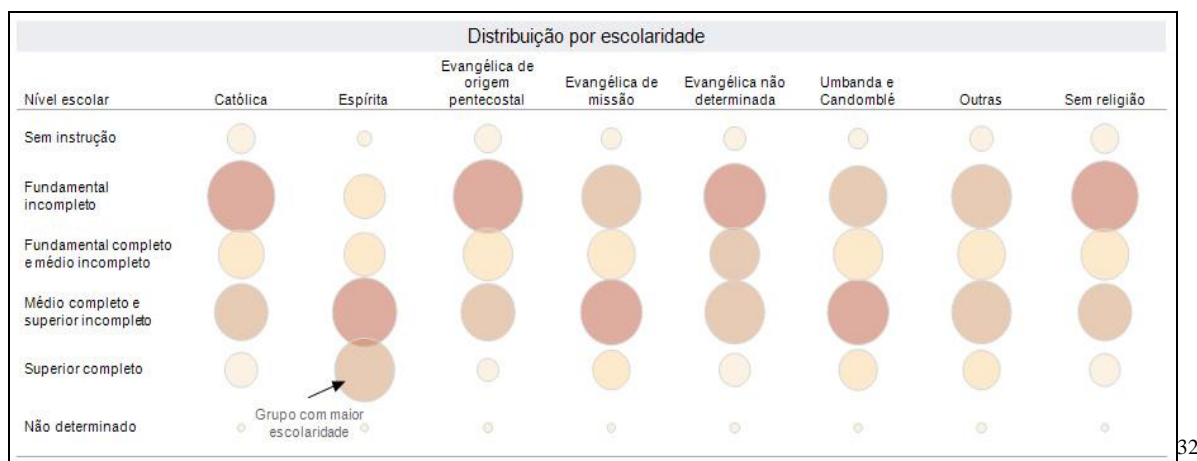 Distribuição por escolaridade
Nível escolar
Católica
Espírita
Evangélica de
origem
pentecostal
Evangélica de
missão
Evangélica não
determinada
Umbanda e
Candomblé
Outras
Sem religião
Sem instrução
Fundamental
incompleto
Fundamental completo
e médio incompleto
Médio completo e
superior incompleto
Superior completo
Grupo com maior
escolaridade
Não determinado
32